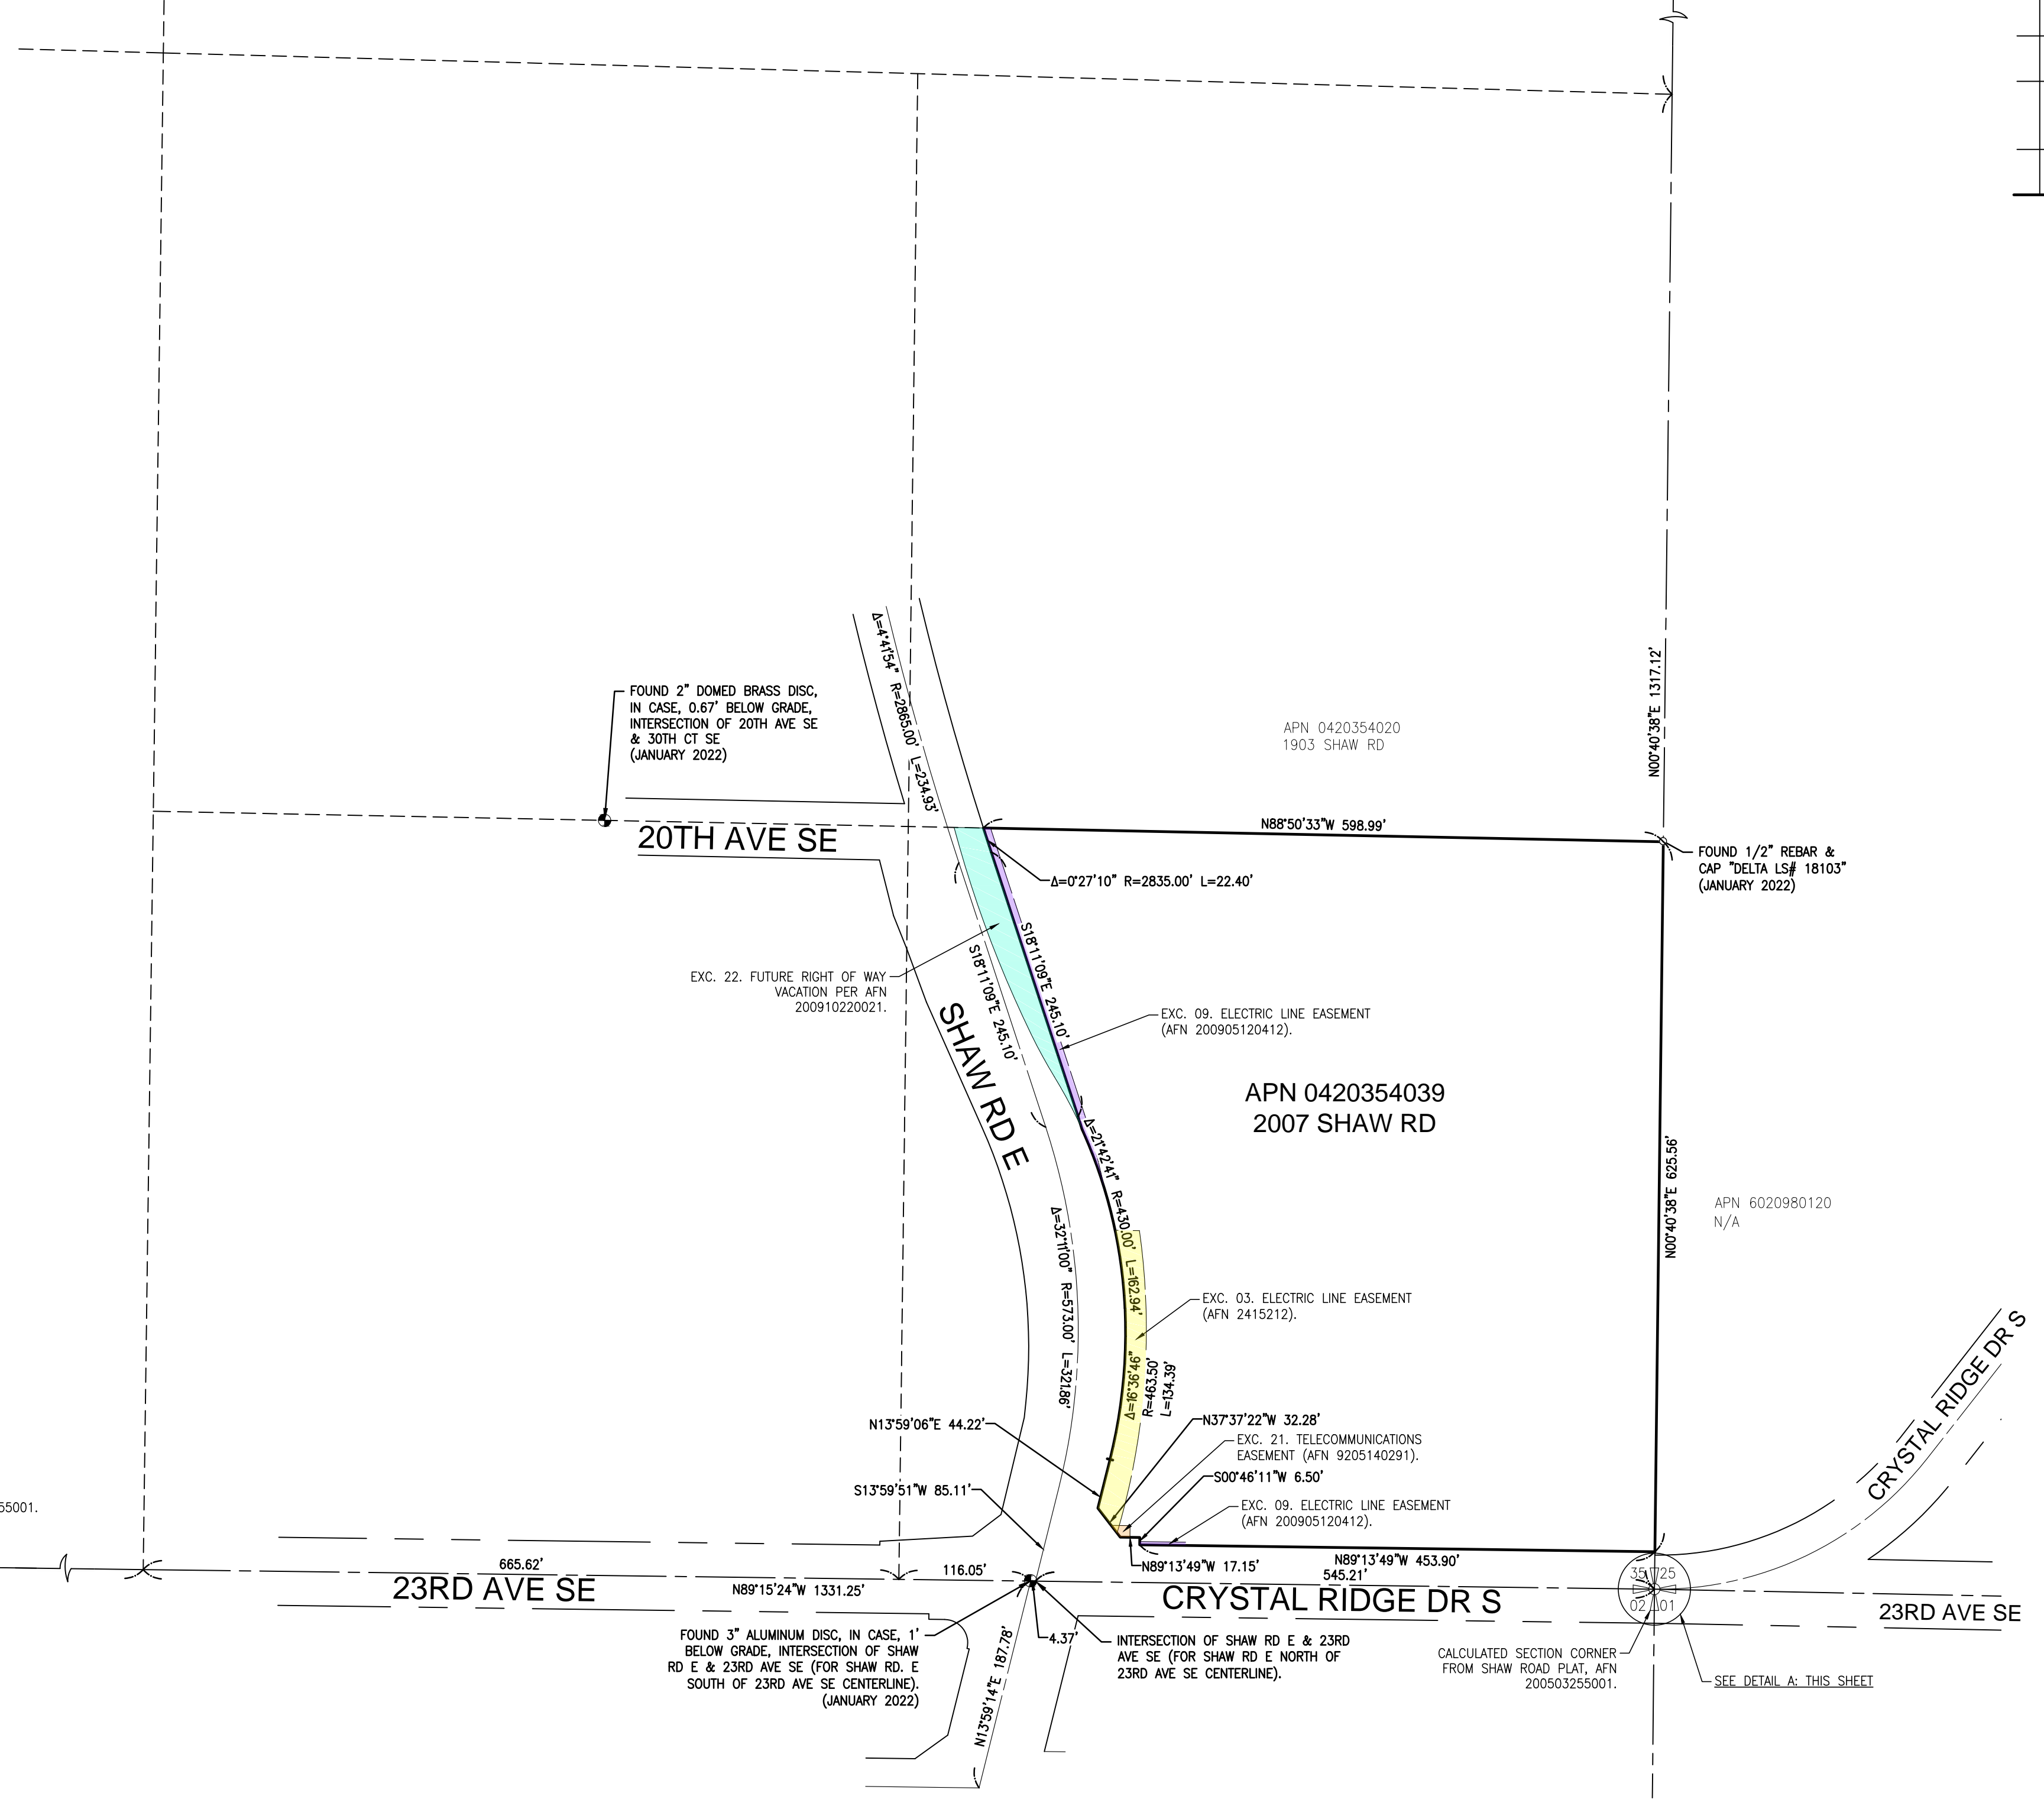 Δ=4°41'54" R=2865.00' L=234.93'
N00°40'38"E 1317.12'
FOUND 2" DOMED BRASS DISC,
IN CASE, 0.67' BELOW GRADE,
INTERSECTION OF 20TH AVE SE
& 30TH CT SE
(JANUARY 2022)
APN 0420354020
1903 SHAW RD
20TH AVE SE
N88°50'33"W 598.99'
FOUND 1/2" REBAR &
CAP "DELTA LS# 18103"
(JANUARY 2022)
Δ=0°27'10" R=2835.00' L=22.40'
S18°11'09"E 245.10'
S18°11'09"E 245.10'
EXC. 22. FUTURE RIGHT OF WAY
VACATION PER AFN
200910220021.
SHAW RD E
EXC. 09. ELECTRIC LINE EASEMENT
(AFN 200905120412).
APN 0420354039
2007 SHAW RD
N00°40'38"E 625.56'
APN 6020980120
N/A
Δ=21°42'41" R=430.00' L=162.94'
Δ=32°11'00" R=573.00' L=321.86'
EXC. 03. ELECTRIC LINE EASEMENT
(AFN 2415212).
Δ=16°36'46"
R=463.50'
L=134.39'
CRYSTAL RIDGE DR S
N13°59'06"E 44.22'
N37°37'22"W 32.28'
EXC. 21. TELECOMMUNICATIONS
EASEMENT (AFN 9205140291).
S00°46'11"W 6.50'
S13°59'51"W 85.11'
EXC. 09. ELECTRIC LINE EASEMENT
(AFN 200905120412).
55001.
665.62'
116.05'
N89°13'49"W 17.15'
N89°13'49"W 453.90'
545.21'
23RD AVE SE
N89°15'24"W 1331.25'
CRYSTAL RIDGE DR S
35 25
02 01
23RD AVE SE
FOUND 3" ALUMINUM DISC, IN CASE, 1'
BELOW GRADE, INTERSECTION OF SHAW
RD E & 23RD AVE SE (FOR SHAW RD. E
SOUTH OF 23RD AVE SE CENTERLINE).
(JANUARY 2022)
N13°59'14"E 187.78'
4.37'
INTERSECTION OF SHAW RD E & 23RD
AVE SE (FOR SHAW RD E NORTH OF
23RD AVE SE CENTERLINE).
CALCULATED SECTION CORNER
FROM SHAW ROAD PLAT, AFN
200503255001.
SEE DETAIL A: THIS SHEET